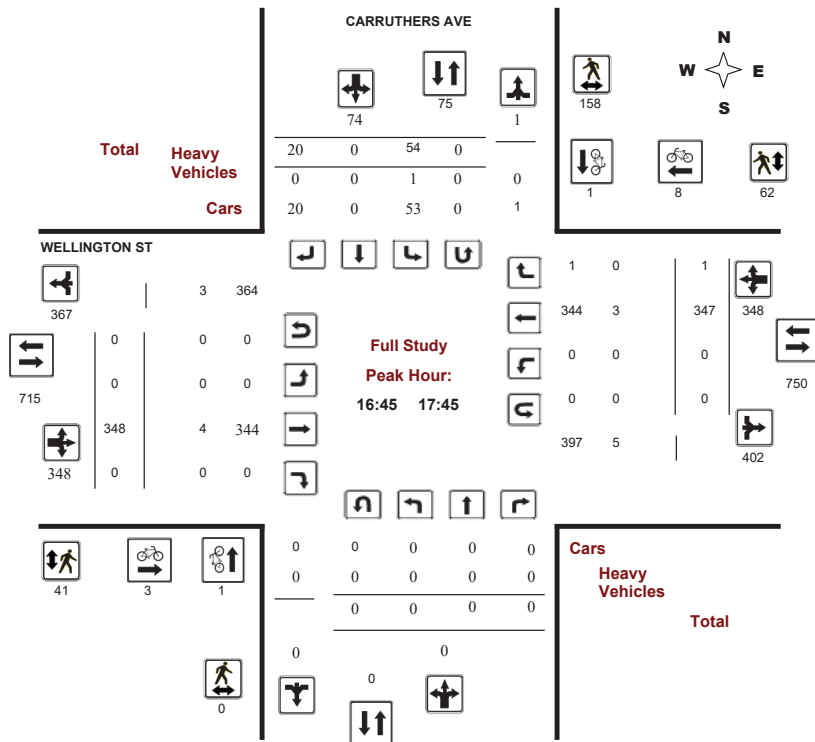 CARRUTHERS AVE
N
W E
S
74
75
1
158
Total
Heavy
Vehicles
Cars
20 0 54 0
0 0 1 0 0
20 0 53 0 1
1 8 62
WELLINGTON ST
367
3 364
715
0 0 0
0 0 0
348 4 344
348
0 0 0
Full Study
Peak Hour:
16:45 17:45
1 0 1
344 3 347 348
0 0 0
750
0 0 0
397 5
402
41 3 1
0
0 0 0 0 0
0 0 0 0 0
0 0 0 0
0 0
0
Cars
Heavy
Vehicles
Total